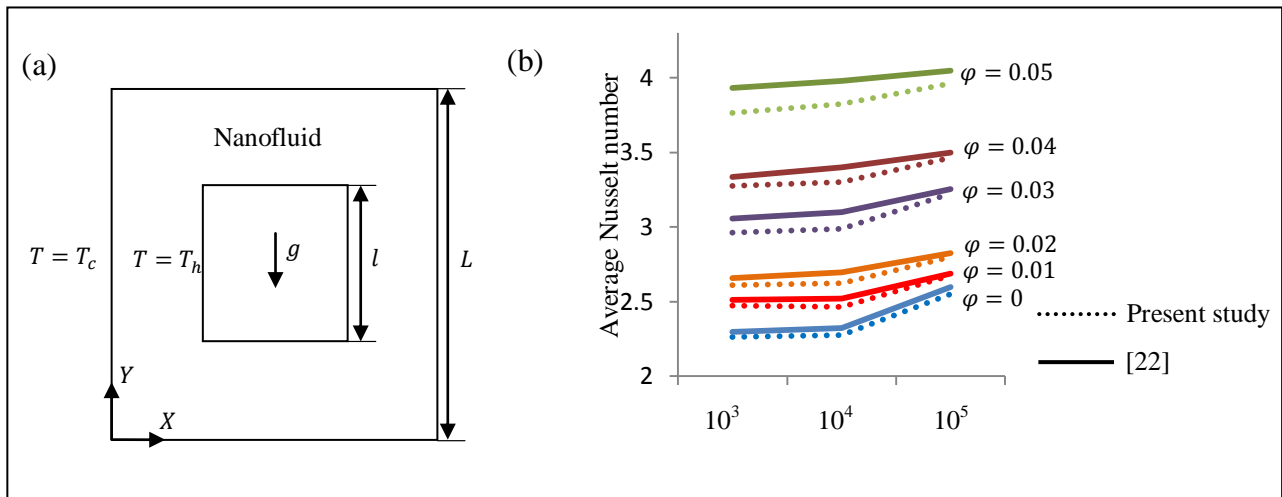 (a)
Nanofluid
T = T_c
T = T_h
g
l
L
Y
X
(b)
Average Nusselt number
4
3.5
3
2.5
2
10^3
10^4
10^5
φ = 0.05
φ = 0.04
φ = 0.03
φ = 0.02
φ = 0.01
φ = 0
Present study
[22]